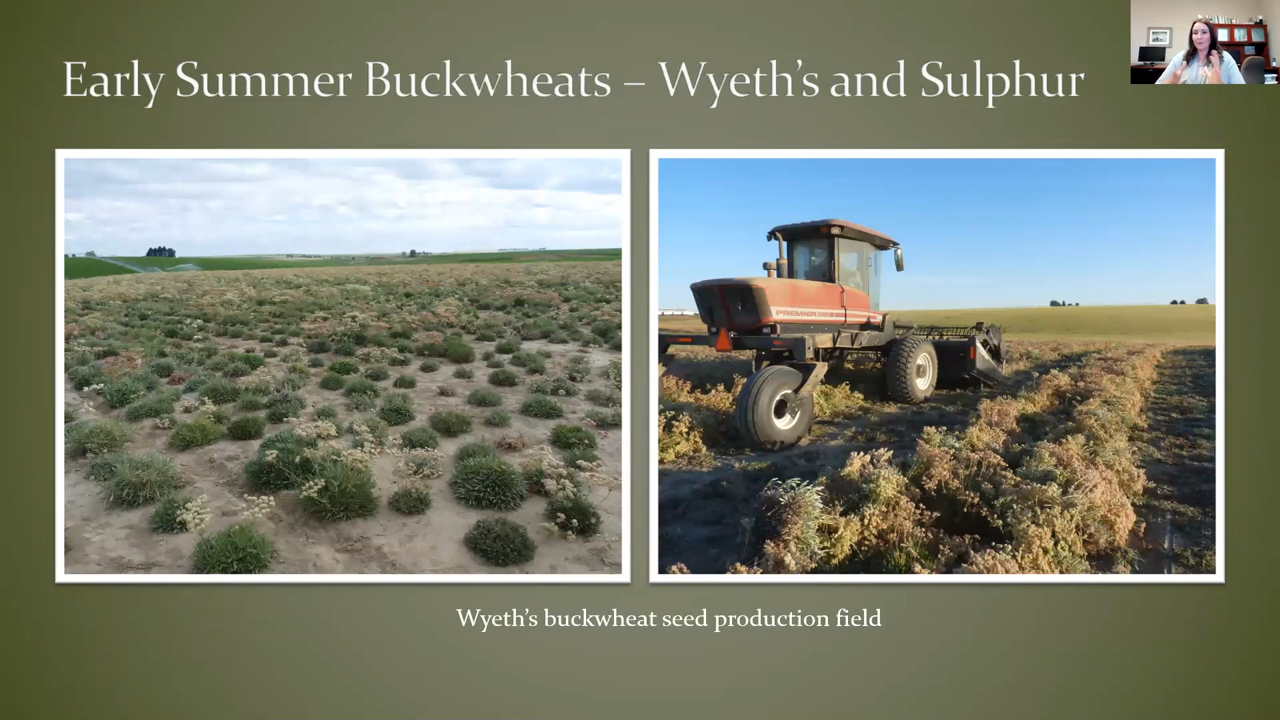 Early Summer Buckwheats – Wyeth's and Sulphur
PREMIER
Wyeth's buckwheat seed production field